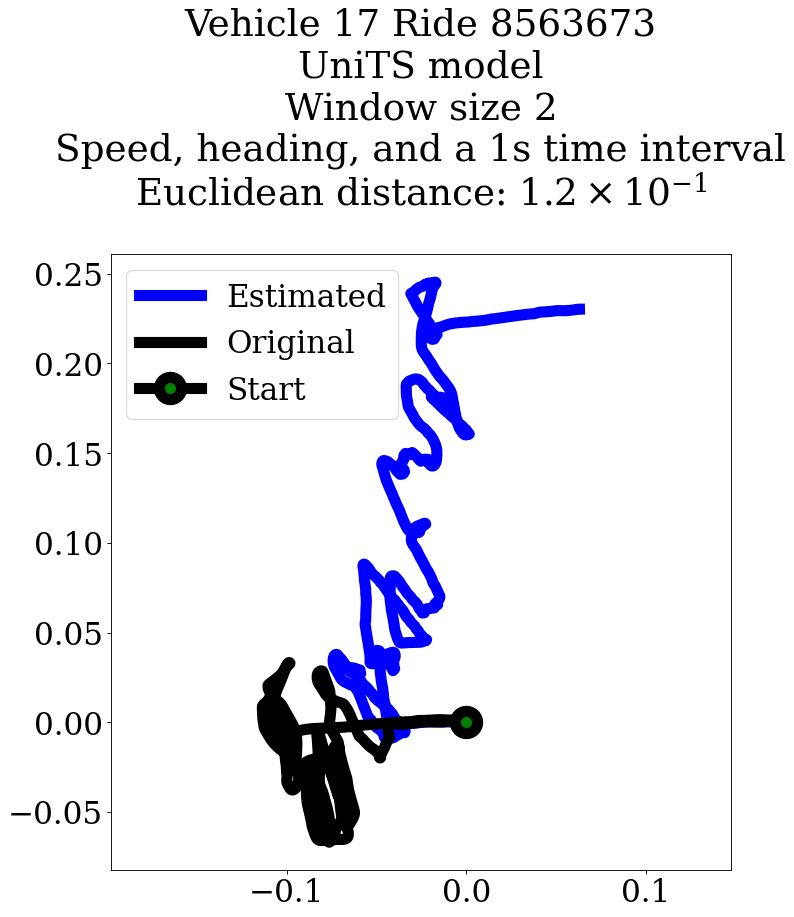 Vehicle 17 Ride 8563673
UniTS model
Window size 2
Speed, heading, and a 1s time interval
Euclidean distance: 1.2 × 10⁻¹
Estimated
Original
Start
0.25
0.20
0.15
0.10
0.05
0.00
−0.05
−0.1
0.0
0.1